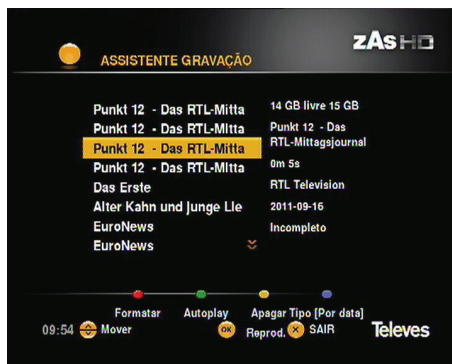 zAs HD
ASSISTENTE GRAVAÇÃO
Punkt 12 - Das RTL-Mitta
Punkt 12 - Das RTL-Mitta
Punkt 12 - Das RTL-Mitta
Punkt 12 - Das RTL-Mitta
Das Erste
Alter Kahn und junge Lie
EuroNews
EuroNews
14 GB livre 15 GB
Punkt 12 - Das
RTL-Mittagsjournal
0m 5s
RTL Television
2011-09-16
Incompleto
Formatar Autoplay Apagar Tipo [Por data]
09:54 Mover OK Reprod. X SAIR Televes